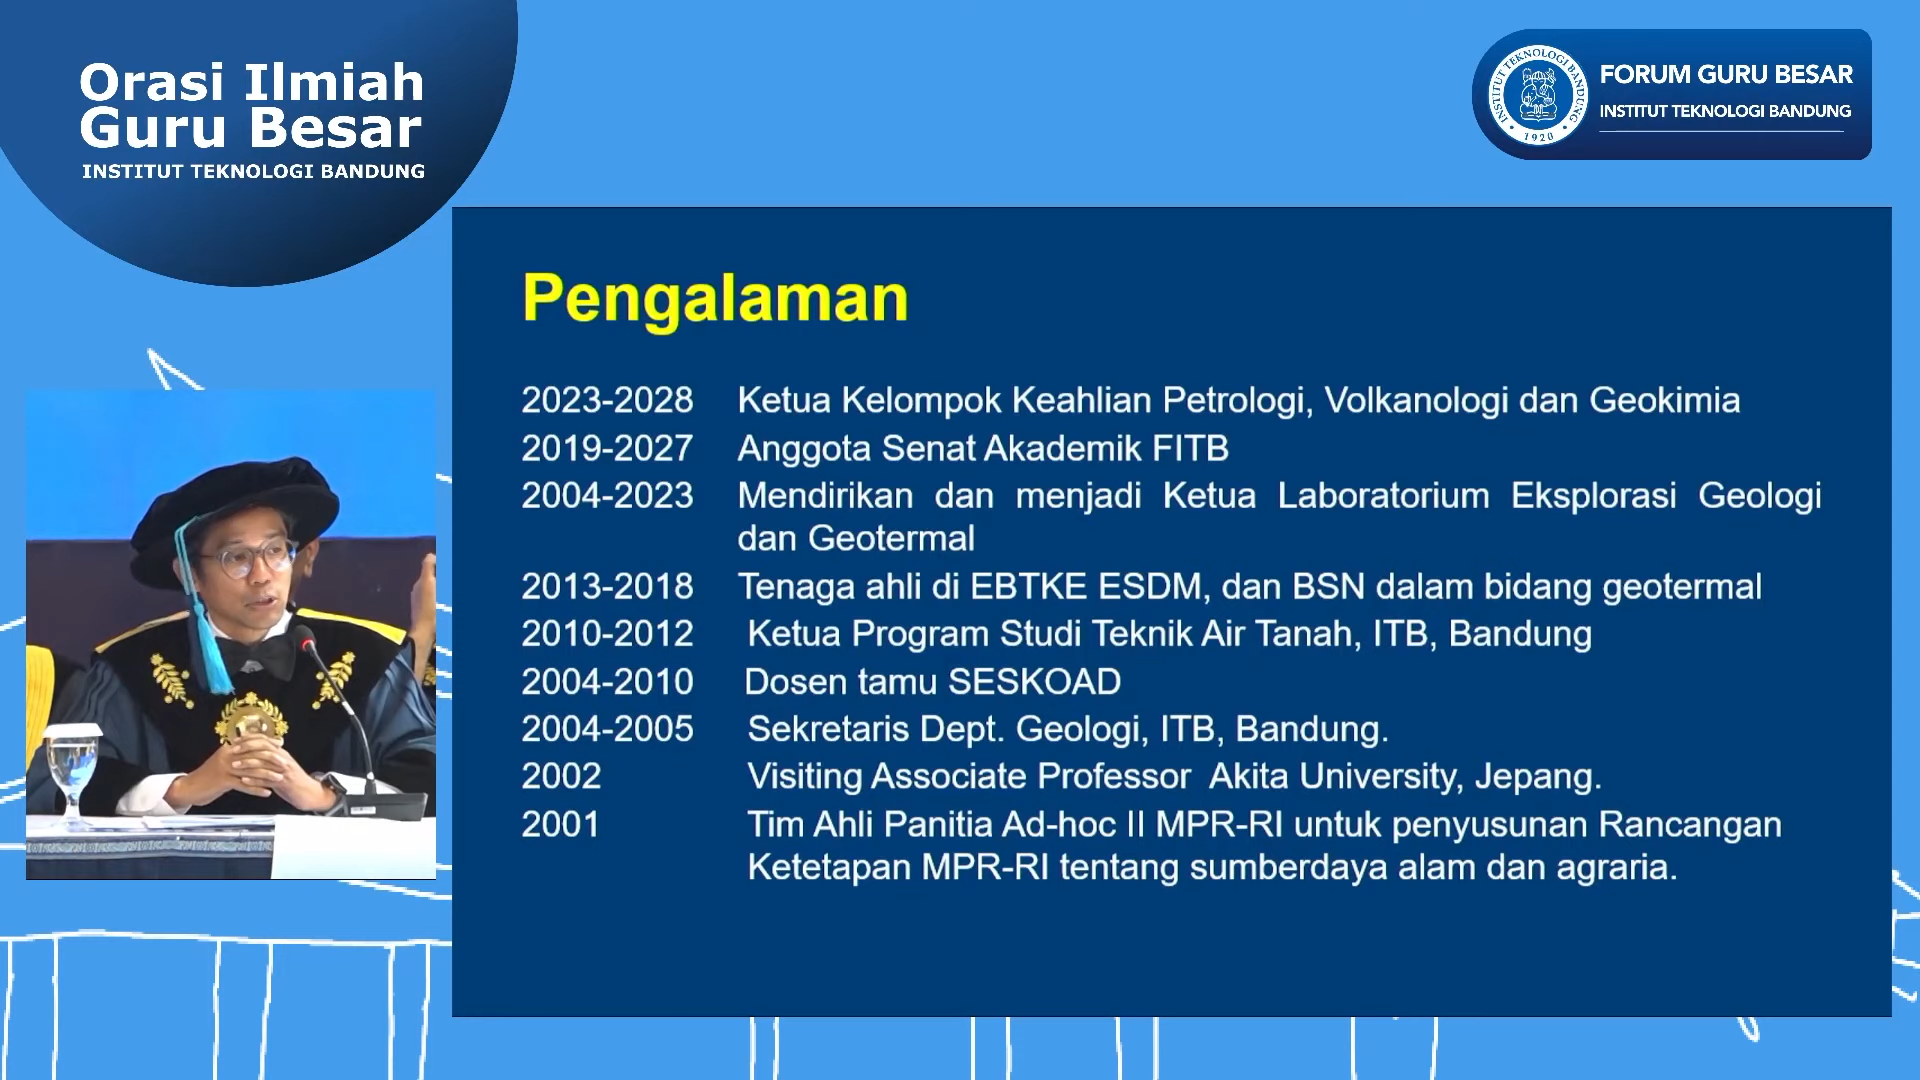 Orasi Ilmiah
Guru Besar
INSTITUT TEKNOLOGI BANDUNG
INSTITUT TEKNOLOGI BANDUNG
1920
FORUM GURU BESAR
INSTITUT TEKNOLOGI BANDUNG
Pengalaman
2023-2028 Ketua Kelompok Keahlian Petrologi, Volkanologi dan Geokimia
2019-2027 Anggota Senat Akademik FITB
2004-2023 Mendirikan dan menjadi Ketua Laboratorium Eksplorasi Geologi
dan Geotermal
2013-2018 Tenaga ahli di EBTKE ESDM, dan BSN dalam bidang geotermal
2010-2012 Ketua Program Studi Teknik Air Tanah, ITB, Bandung
2004-2010 Dosen tamu SESKOAD
2004-2005 Sekretaris Dept. Geologi, ITB, Bandung.
2002 Visiting Associate Professor Akita University, Jepang.
2001 Tim Ahli Panitia Ad-hoc II MPR-RI untuk penyusunan Rancangan
Ketetapan MPR-RI tentang sumberdaya alam dan agraria.